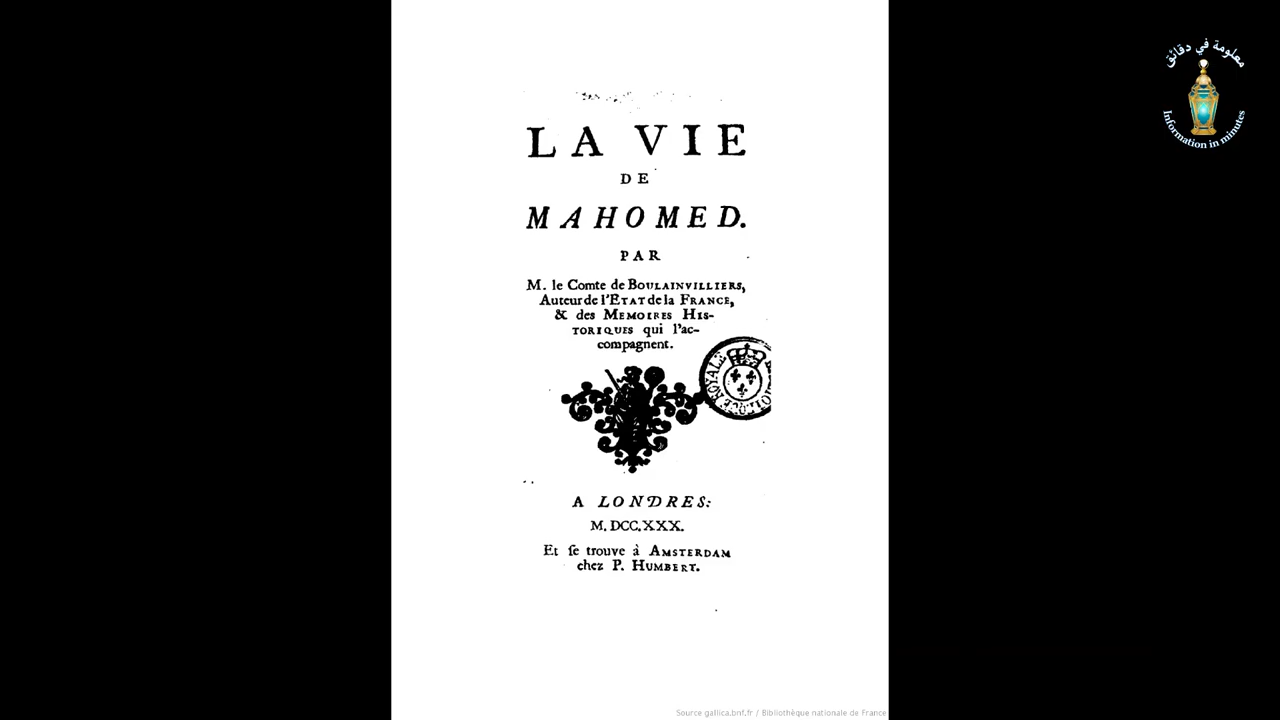 LA VIE
DE
MAHOMED.
PAR
M. le Comte de BOULAINVILLIERS,
Auteur de l'ETAT de la FRANCE,
& des MEMOIRES HIS-
TORIQUES qui l'ac-
compagnent.
ROYALE
A LONDRES:
M. DCC. XXX.
Et ſe trouve à AMSTERDAM
chez P. HUMBERT.
Source gallica.bnf.fr / Bibliothèque nationale de France
معلومة في دقائق
Information in minutes